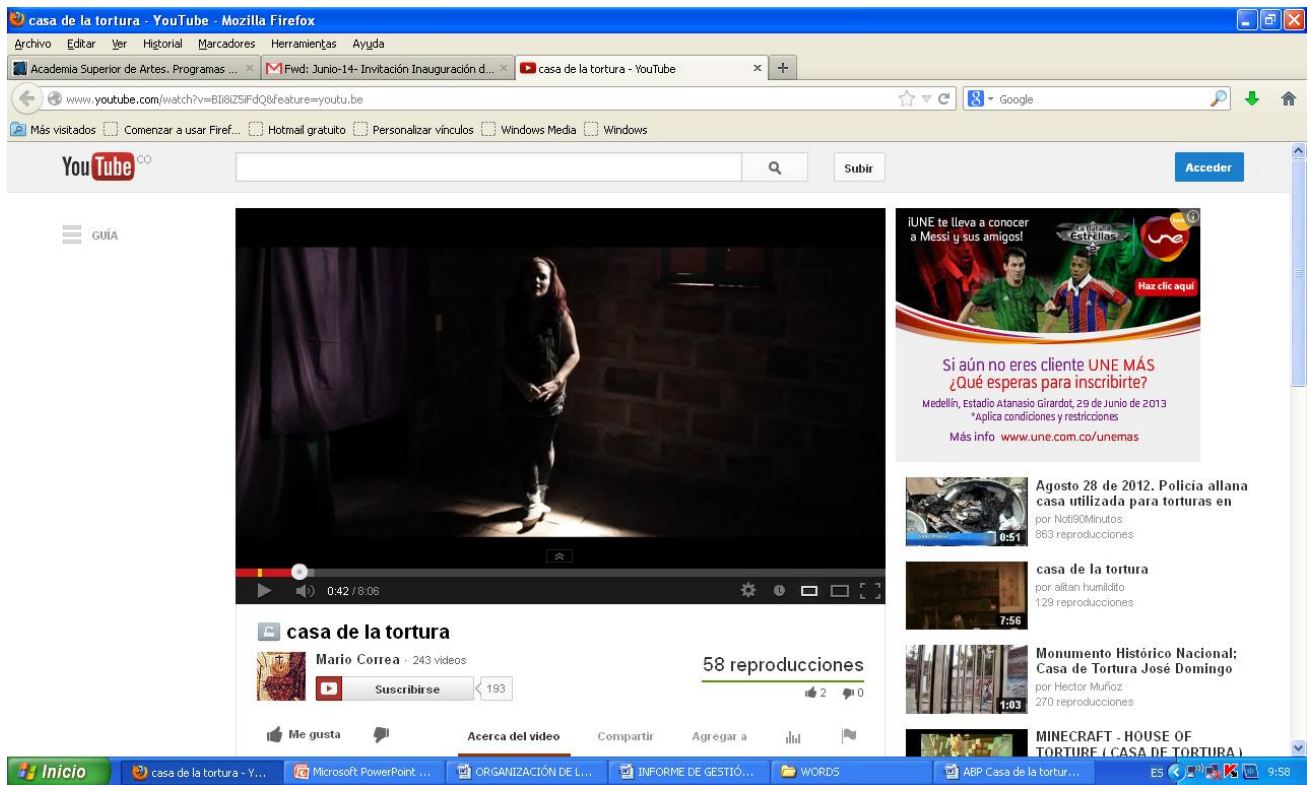 casa de la tortura - YouTube - Mozilla Firefox
Archivo Editar Ver Historial Marcadores Herramientas Ayuda
Academia Superior de Artes. Programas ... Fwd: Junio-14- Invitación Inauguración d... casa de la tortura - YouTube
www.youtube.com/watch?v=BIi8iZ5iFdQ&feature=youtu.be Google
Más visitados Comenzar a usar Firef... Hotmail gratuito Personalizar vínculos Windows Media Windows
YouTube CO Subir Acceder
GUÍA
¡UNE te lleva a conocer
a Messi y sus amigos!
Estrellas
une
Haz clic aquí
Si aún no eres cliente UNE MÁS
¿Qué esperas para inscribirte?
Medellín, Estadio Atanasio Girardot, 29 de Junio de 2013
*Aplica condiciones y restricciones
Más info www.une.com.co/unemas
0:42 / 8:06
casa de la tortura
Mario Correa · 243 videos
Suscribirse 193
58 reproducciones
2 0
Me gusta Acerca del video Compartir Agregar a
Agosto 28 de 2012. Policía allana
casa utilizada para torturas en
por Noti90Minutos
863 reproducciones
0:51
casa de la tortura
por alitan humildito
129 reproducciones
7:56
Monumento Histórico Nacional;
Casa de Tortura José Domingo
por Hector Muñoz
270 reproducciones
1:03
MINECRAFT - HOUSE OF
TORTURE ( CASA DE TORTURA )
Inicio casa de la tortura - Y... Microsoft PowerPoint ... ORGANIZACIÓN DE L... INFORME DE GESTIÓ... WORDS ABP Casa de la tortur... ES 9:58